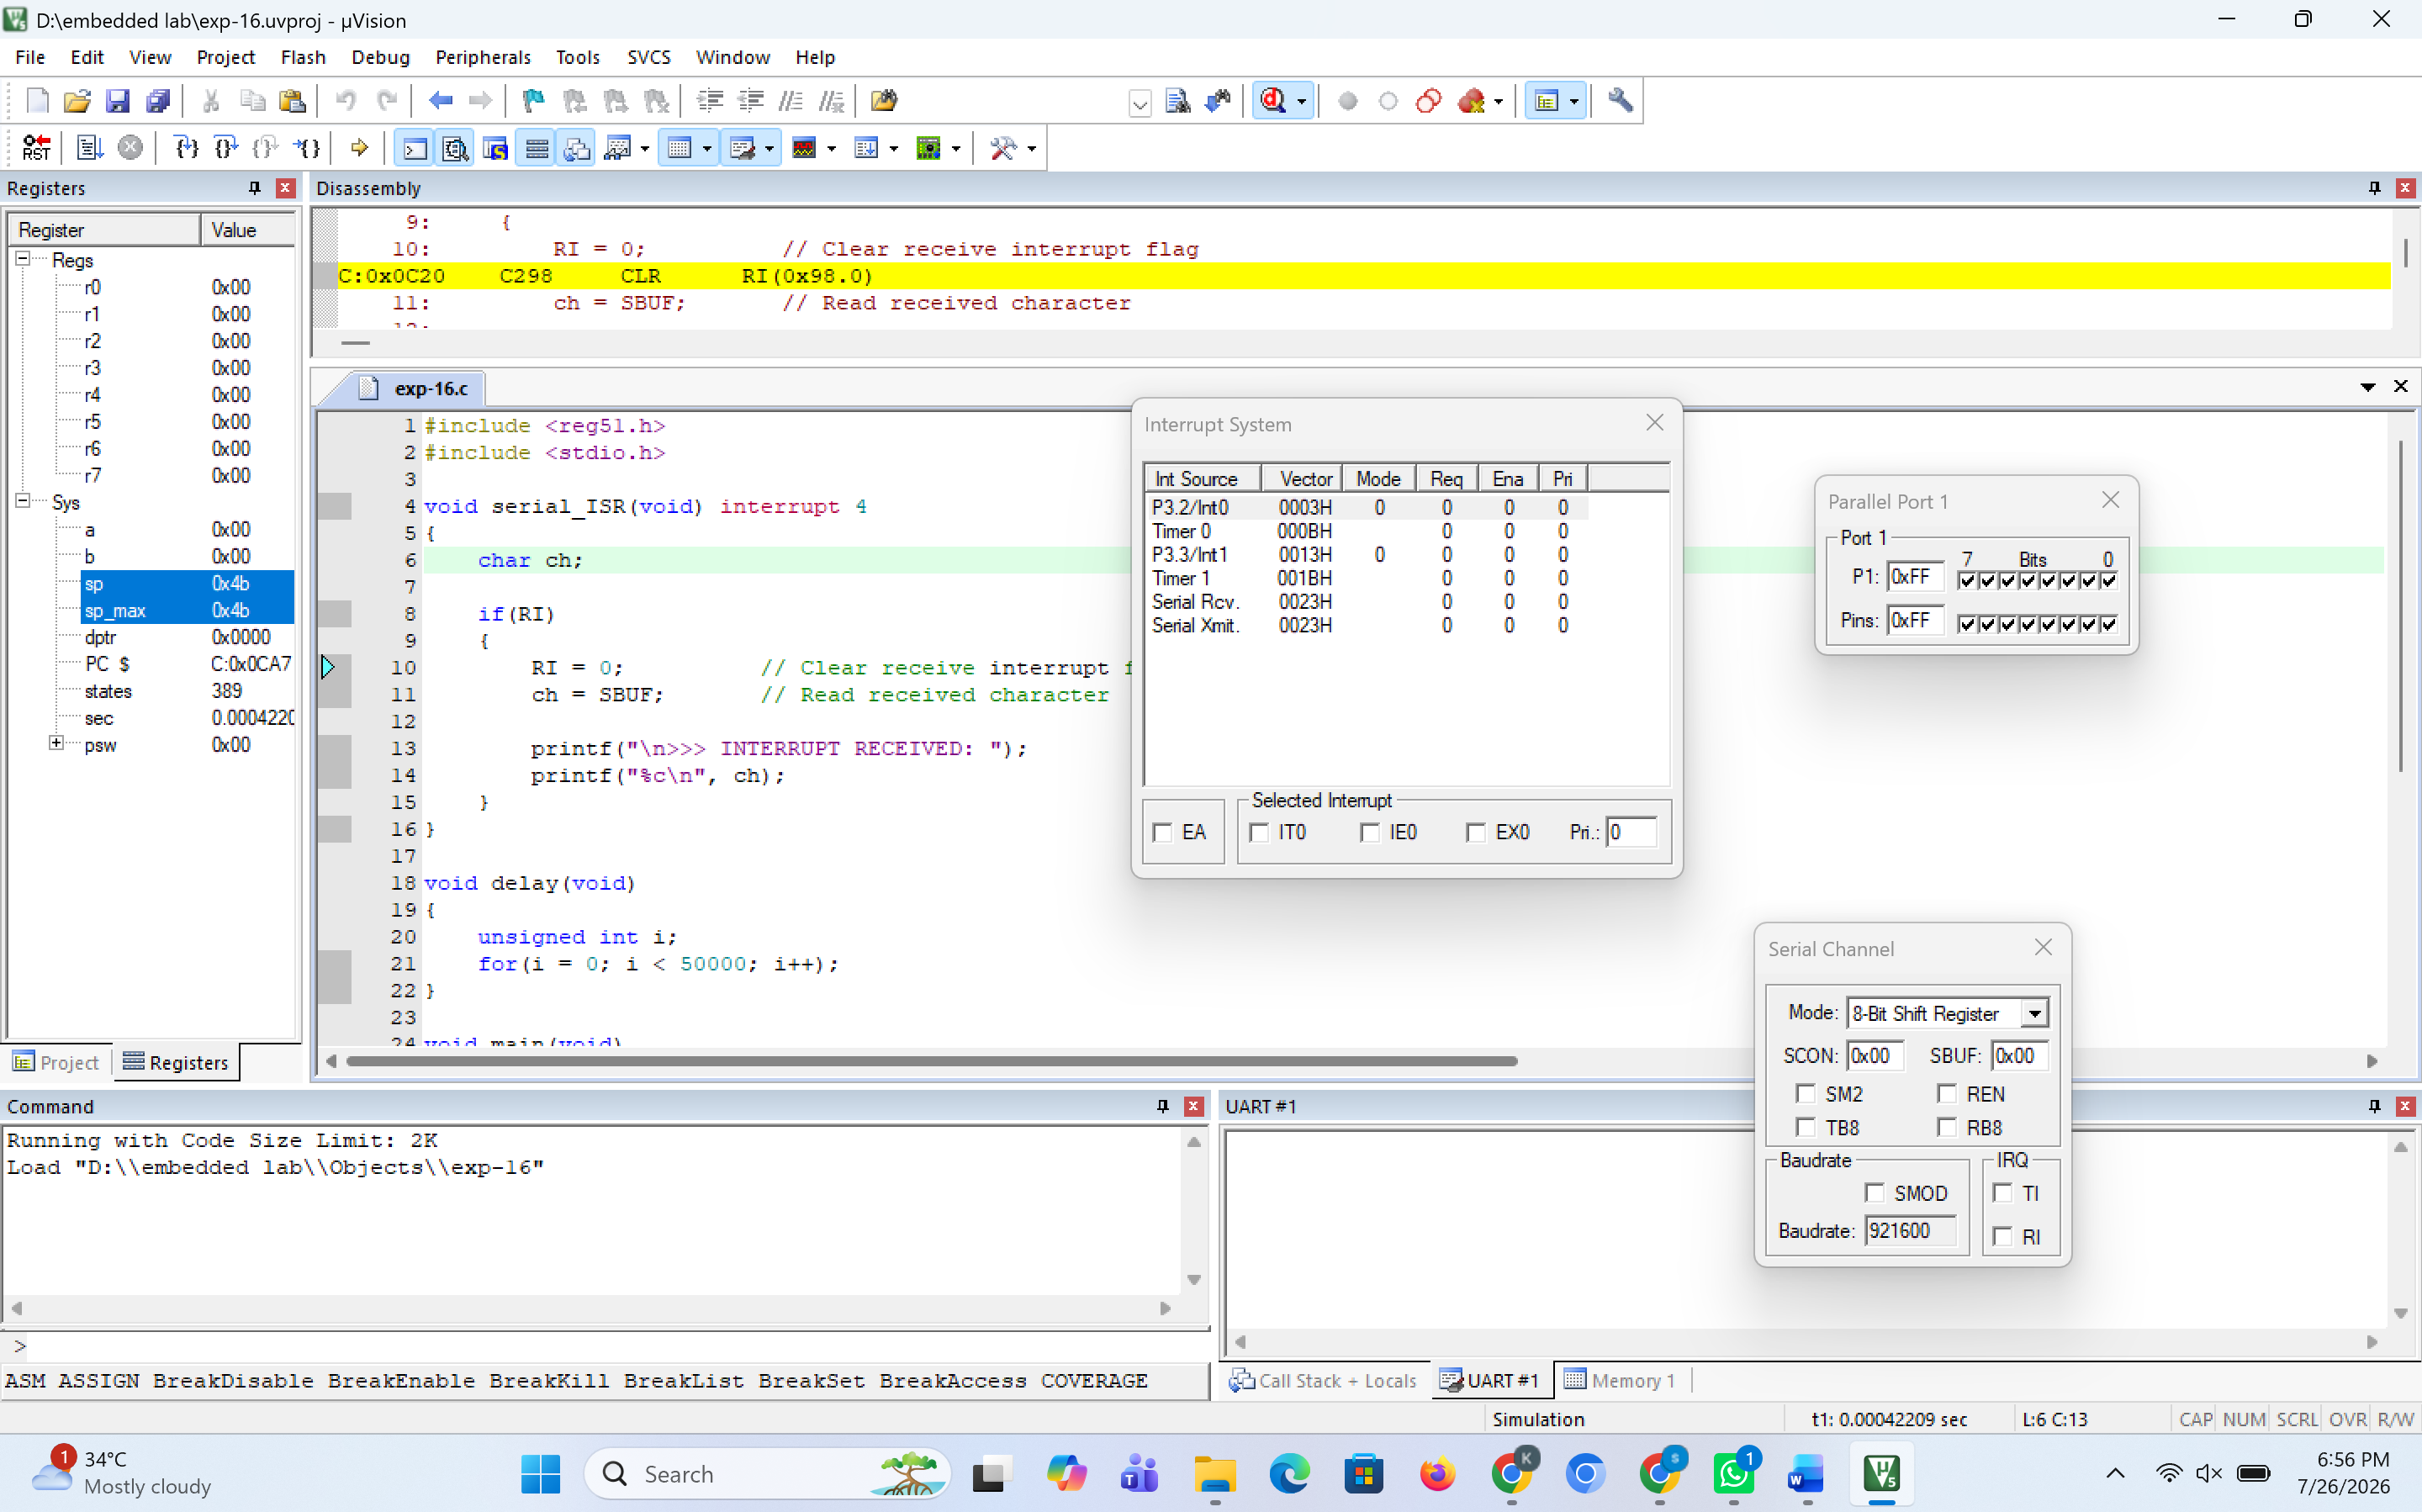 D:\embedded lab\exp-16.uvproj - µVision
File Edit View Project Flash Debug Peripherals Tools SVCS Window Help
RST
Registers
Register Value
Regs
r0 0x00
r1 0x00
r2 0x00
r3 0x00
r4 0x00
r5 0x00
r6 0x00
r7 0x00
Sys
a 0x00
b 0x00
sp 0x4b
sp_max 0x4b
dptr 0x0000
PC $ C:0x0CA7
states 389
sec 0.0004220
psw 0x00
Project Registers
Disassembly
9: {
10: RI = 0; // Clear receive interrupt flag
C:0x0C20 C298 CLR RI(0x98.0)
11: ch = SBUF; // Read received character
12:
exp-16.c
1 #include <reg51.h>
2 #include <stdio.h>
3
4 void serial_ISR(void) interrupt 4
5 {
6 char ch;
7
8 if(RI)
9 {
10 RI = 0; // Clear receive interrupt f
11 ch = SBUF; // Read received character
12
13 printf("\n>>> INTERRUPT RECEIVED: ");
14 printf("%c\n", ch);
15 }
16 }
17
18 void delay(void)
19 {
20 unsigned int i;
21 for(i = 0; i < 50000; i++);
22 }
23
24 void main(void)
Interrupt System
Int Source Vector Mode Req Ena Pri
P3.2/Int0 0003H 0 0 0 0
Timer 0 000BH 0 0 0
P3.3/Int1 0013H 0 0 0 0
Timer 1 001BH 0 0 0
Serial Rcv. 0023H 0 0 0
Serial Xmit. 0023H 0 0 0
Selected Interrupt
EA IT0 IE0 EX0 Pri.: 0
Parallel Port 1
Port 1
7 Bits 0
P1: 0xFF
Pins: 0xFF
Serial Channel
Mode: 8-Bit Shift Register
SCON: 0x00 SBUF: 0x00
SM2 REN
TB8 RB8
Baudrate IRQ
SMOD TI
Baudrate: 921600 RI
Command
Running with Code Size Limit: 2K
Load "D:\\embedded lab\\Objects\\exp-16"
>
ASM ASSIGN BreakDisable BreakEnable BreakKill BreakList BreakSet BreakAccess COVERAGE
UART #1
Call Stack + Locals UART #1 Memory 1
Simulation t1: 0.00042209 sec L:6 C:13 CAP NUM SCRL OVR R/W
1
34°C
Mostly cloudy
Search
K
S
1
6:56 PM
7/26/2026